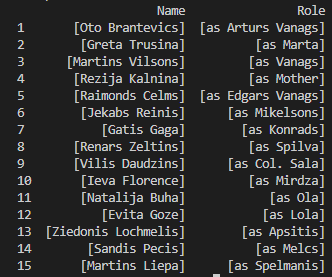 Name Role
1 [Oto Brantevics] [as Arturs Vanags]
2 [Greta Trusina] [as Marta]
3 [Martins Vilsons] [as Vanags]
4 [Rezija Kalnina] [as Mother]
5 [Raimonds Celms] [as Edgars Vanags]
6 [Jekabs Reinis] [as Mikelsons]
7 [Gatis Gaga] [as Konrads]
8 [Renars Zeltins] [as Spilva]
9 [Vilis Daudzins] [as Col. Sala]
10 [Ieva Florence] [as Mirdza]
11 [Natalija Buha] [as Ola]
12 [Evita Goze] [as Lola]
13 [Ziedonis Lochmelis] [as Apsitis]
14 [Sandis Pecis] [as Melcs]
15 [Martins Liepa] [as Spelmanis]